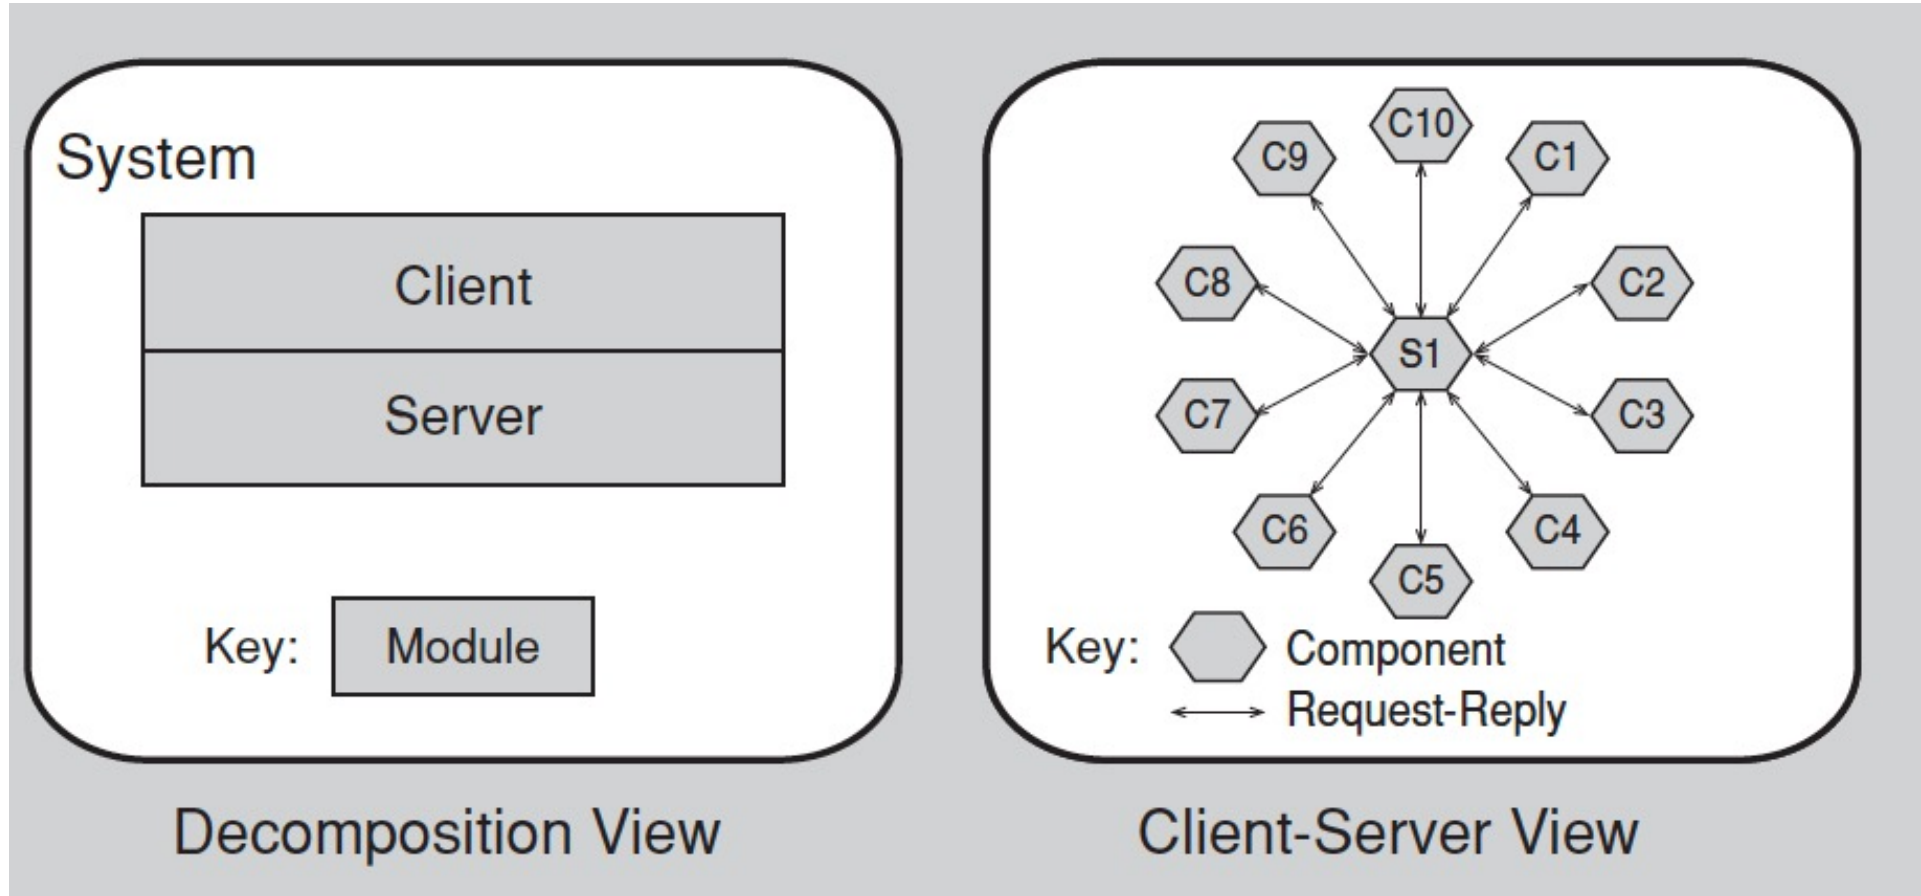 System
Client
Server
Key: Module
Decomposition View
C10
C9
C1
C8
C2
S1
C7
C3
C6
C4
C5
Key: Component
Request-Reply
Client-Server View